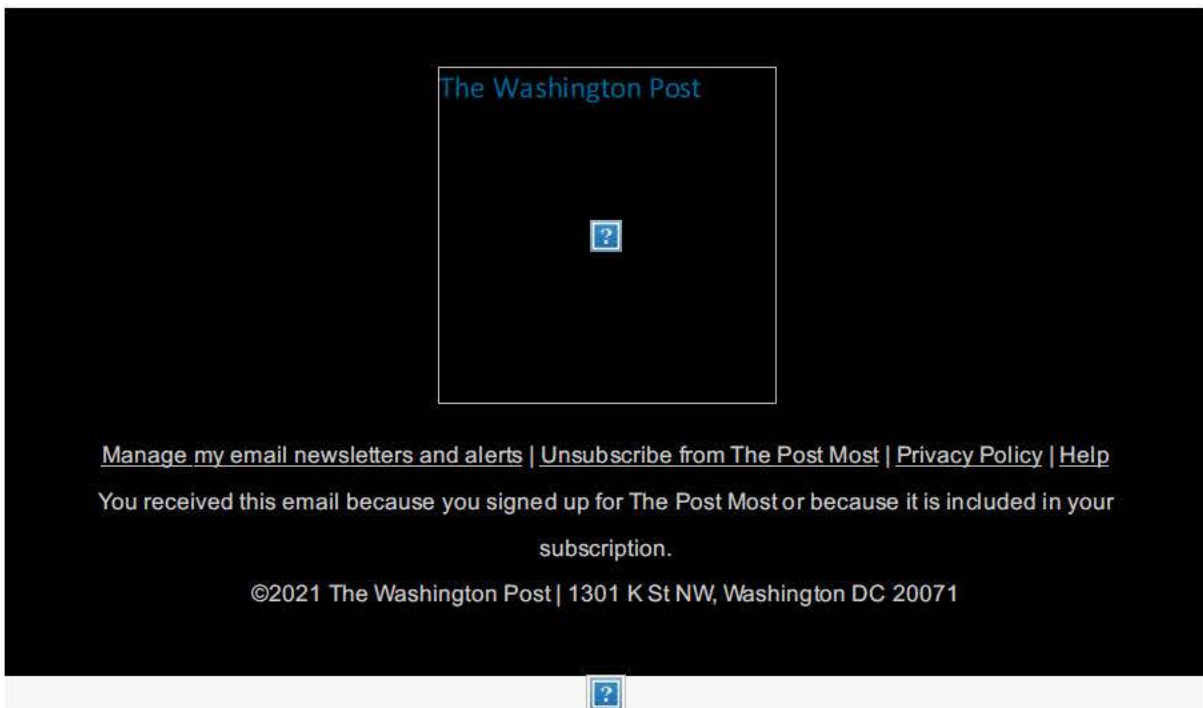 The Washington Post
Manage my email newsletters and alerts | Unsubscribe from The Post Most | Privacy Policy | Help
You received this email because you signed up for The Post Most or because it is included in your
subscription.
©2021 The Washington Post | 1301 K St NW, Washington DC 20071